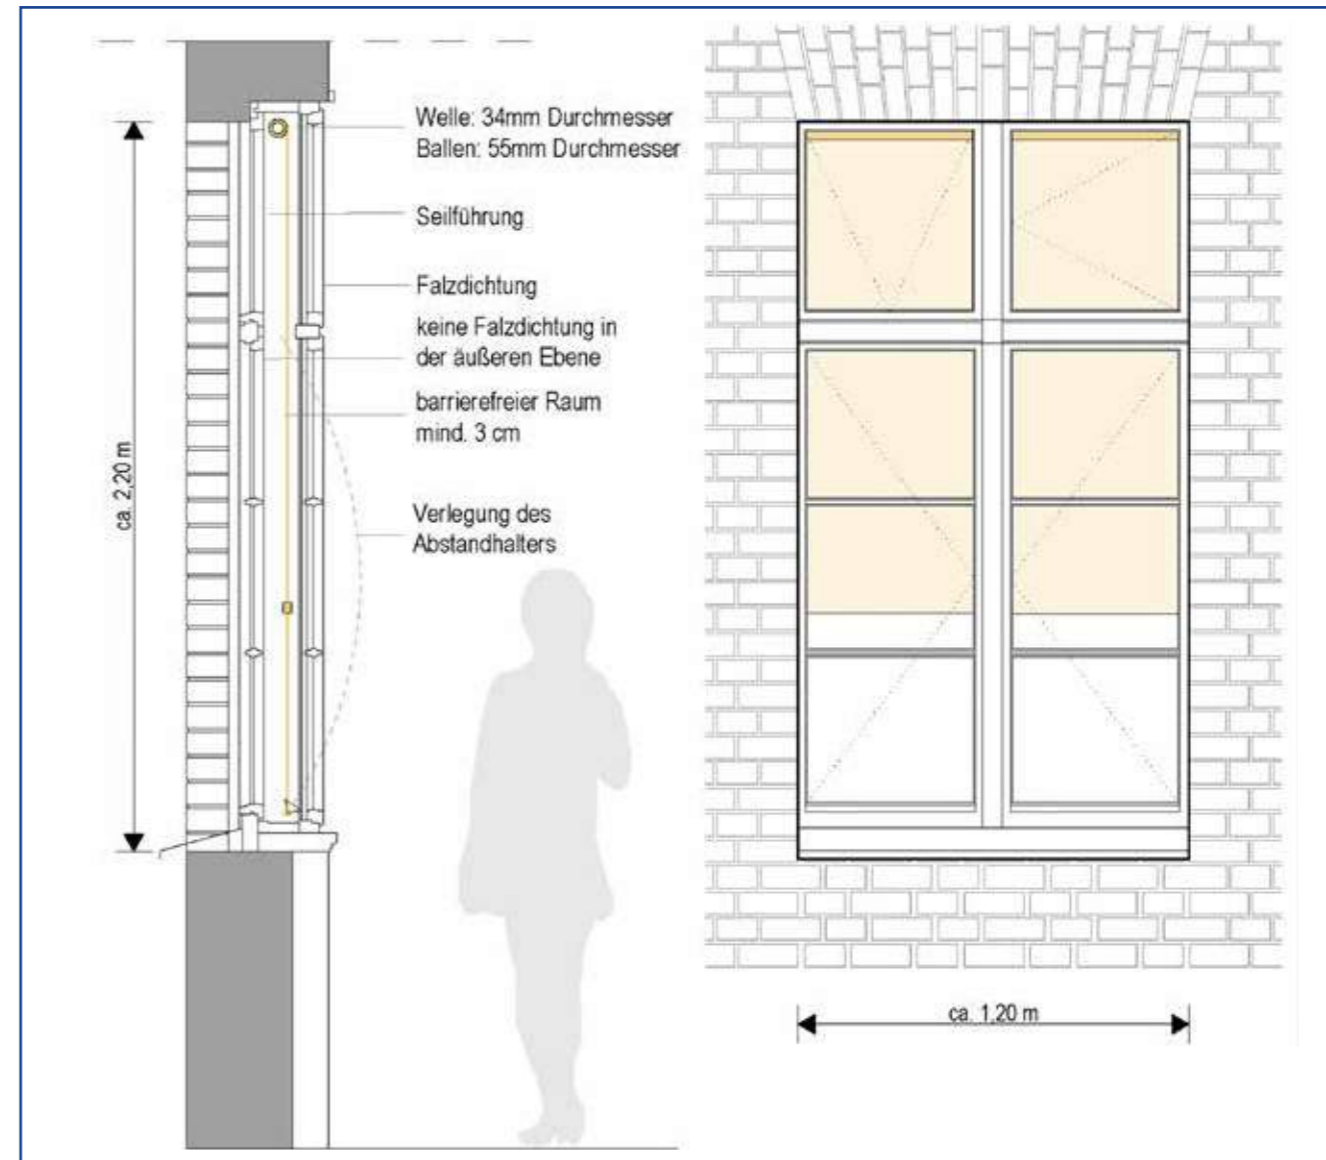 Welle: 34mm Durchmesser
Ballen: 55mm Durchmesser
Seilführung
Falzdichtung
keine Falzdichtung in
der äußeren Ebene
barrierefreier Raum
mind. 3 cm
Verlegung des
Abstandhalters
ca. 2,20 m
ca. 1,20 m